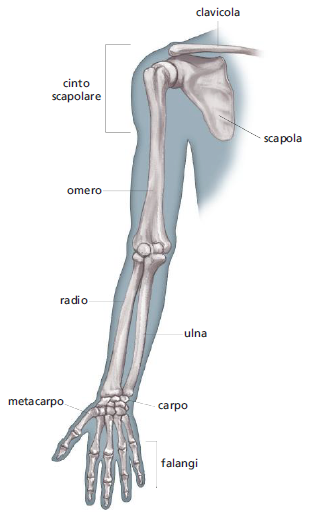 clavicola
cinto
scapolare
scapola
omero
radio
ulna
metacarpo
carpo
falangi